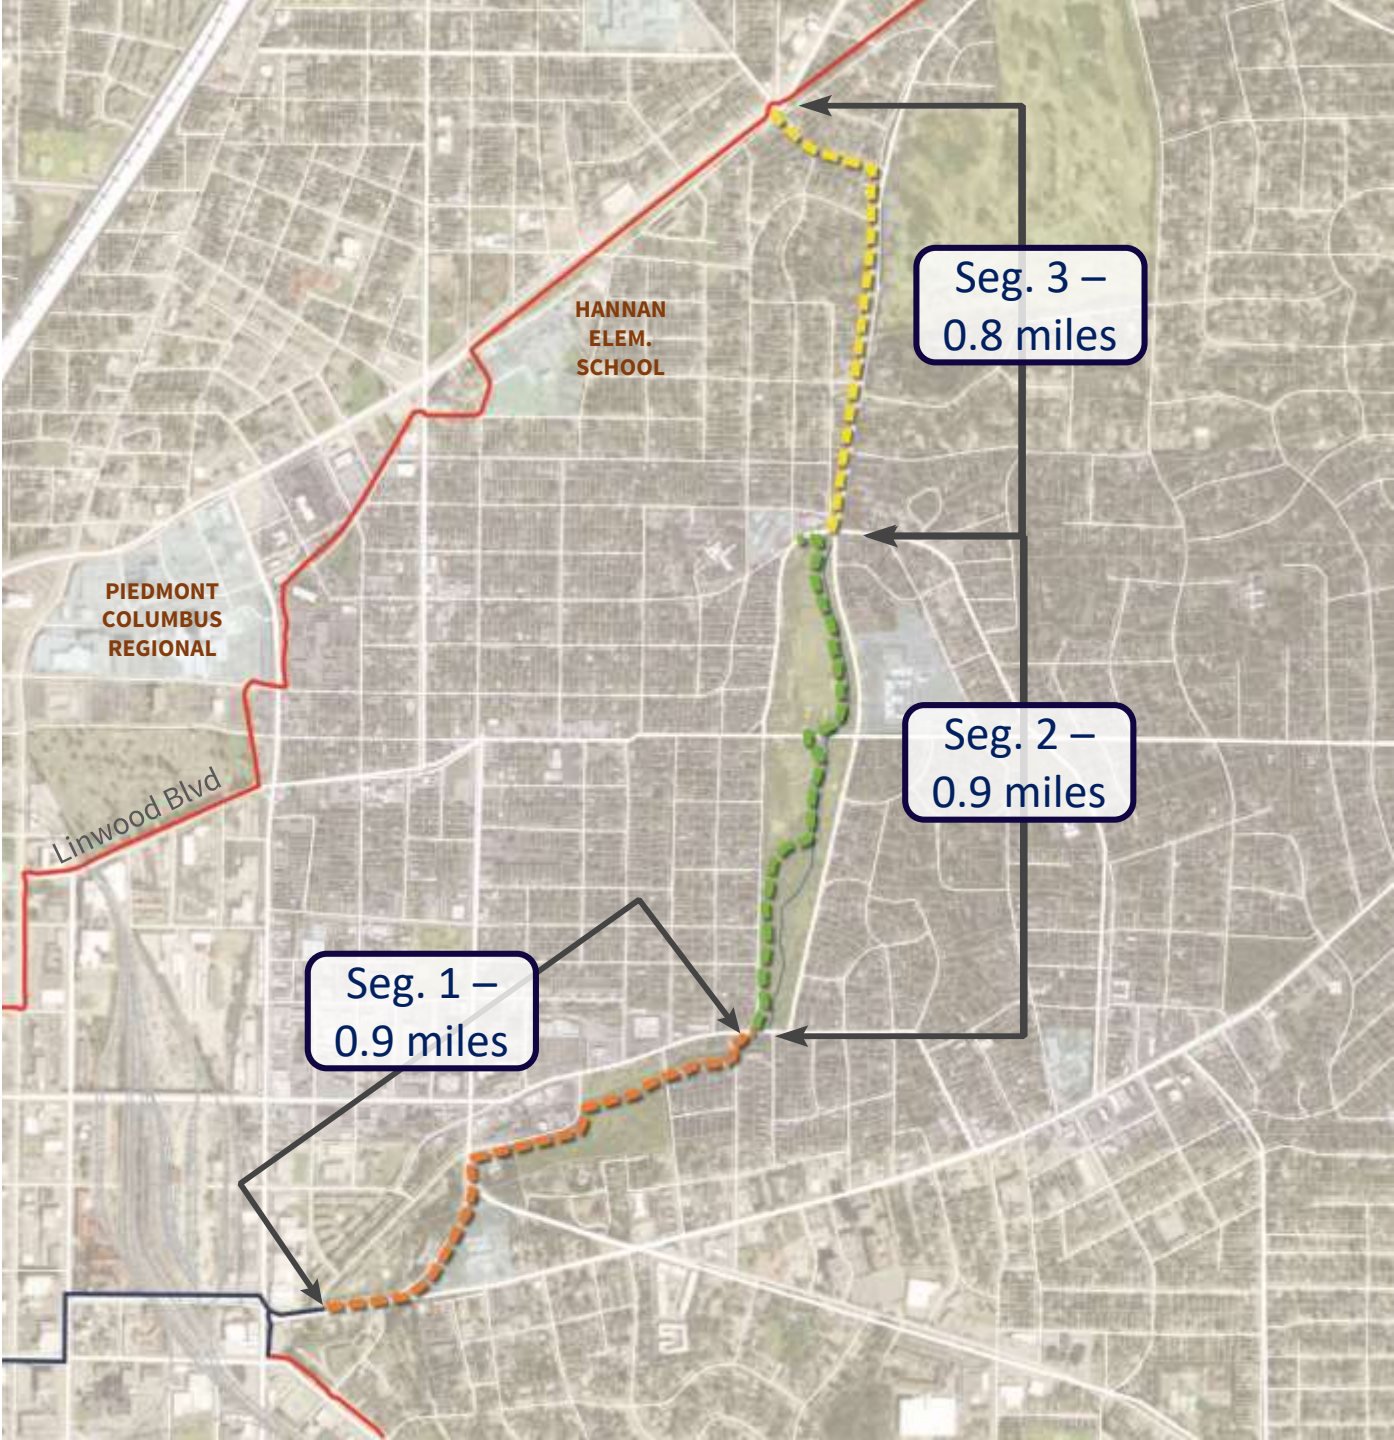 Seg. 3 –
0.8 miles
HANNAN
ELEM.
SCHOOL
PIEDMONT
COLUMBUS
REGIONAL
Seg. 2 –
0.9 miles
Linwood Blvd
Seg. 1 –
0.9 miles